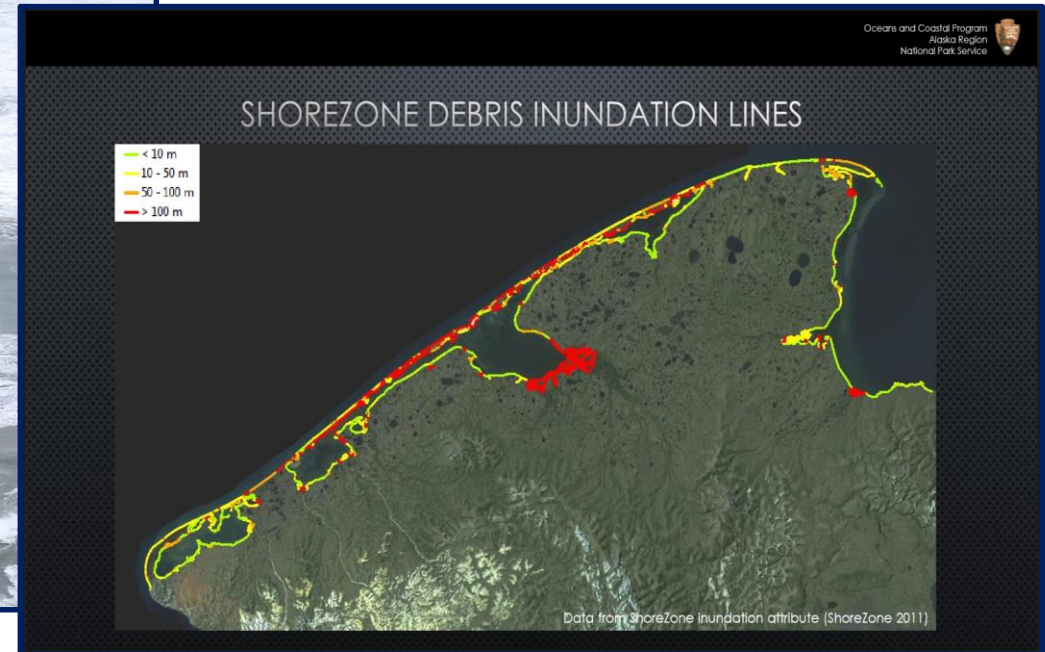 Oceans and Coastal Program
Alaska Region
National Park Service
SHOREZONE DEBRIS INUNDATION LINES
< 10 m
10 - 50 m
50 - 100 m
> 100 m
Data from ShoreZone Inundation attribute (ShoreZone 2011)